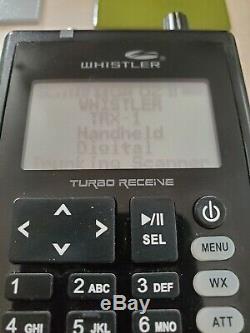 WHISTLER
WHISTLER
TRX-1
Handheld
Digital
Trunking Scanner
TURBO RECEIVE
SEL
MENU
1 2 ABC 3 DEF WX
4 GHI 5 JKL 6 MNO ATT